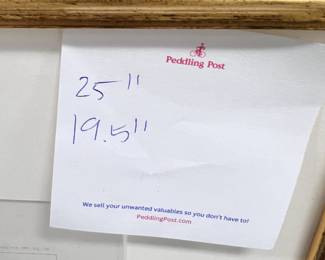 Peddling Post
25"
19.5"
We sell your unwanted valuables so you don't have to!
PeddlingPost.com